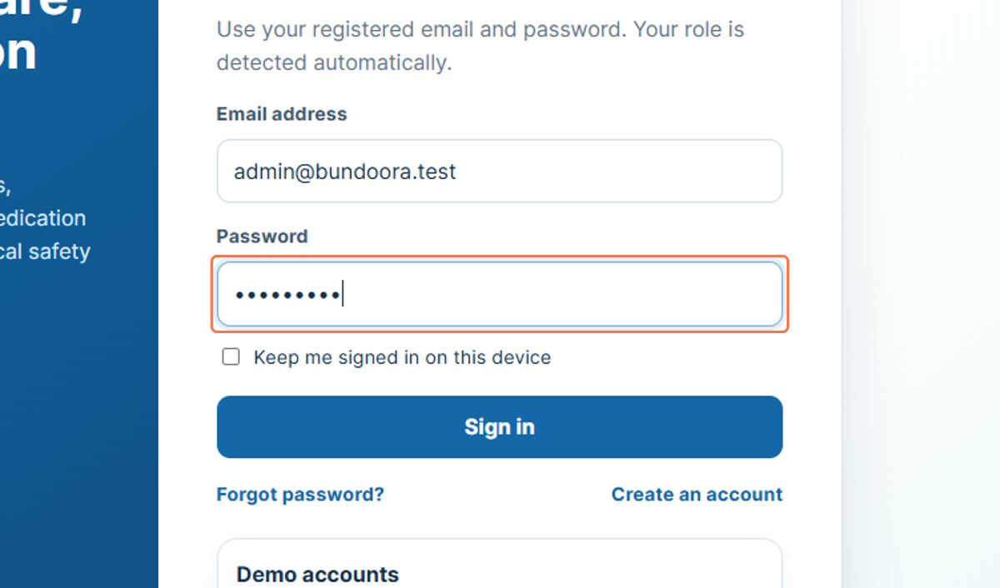 on
s,
edication
cal safety
Use your registered email and password. Your role is
detected automatically.
Email address
admin@bundoora.test
Password
•••••••••
Keep me signed in on this device
Sign in
Forgot password?
Create an account
Demo accounts